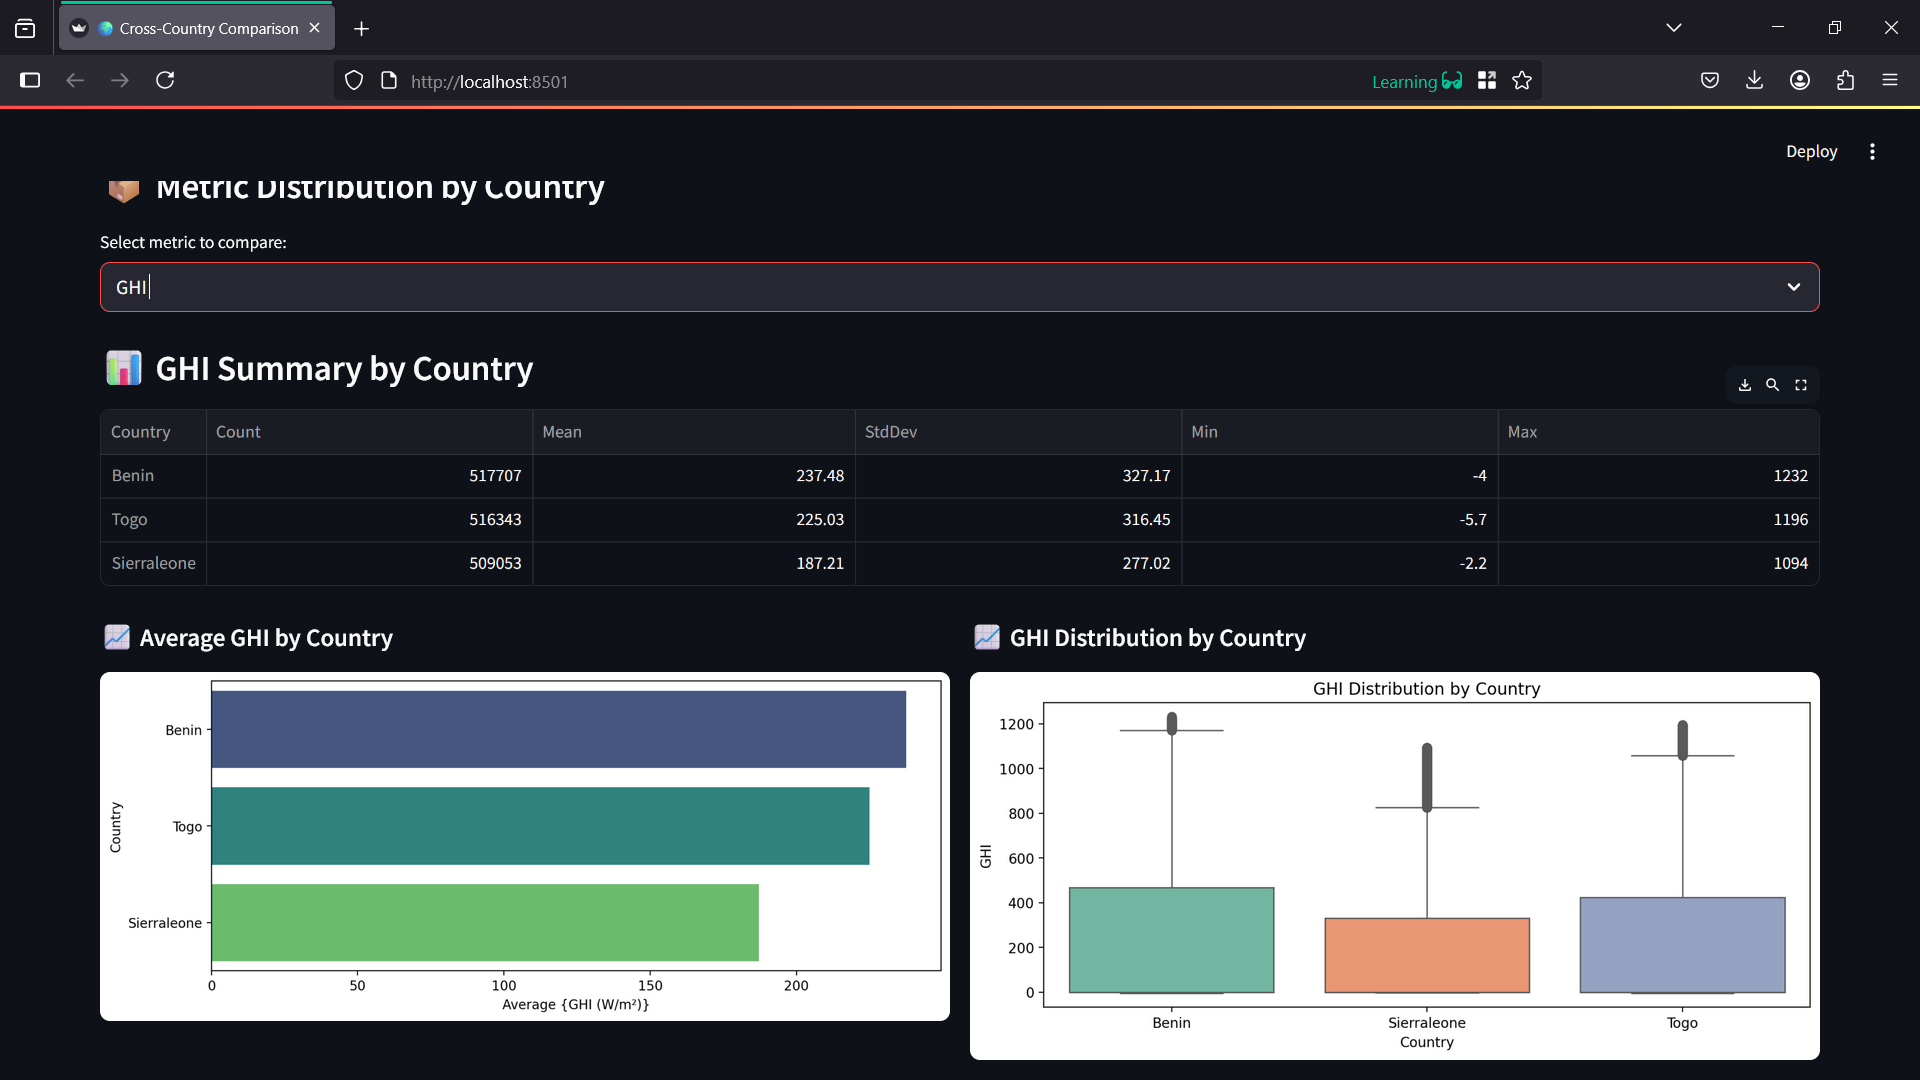 Cross-Country Comparison
http://localhost:8501
Learning
Deploy
Metric Distribution by Country
Select metric to compare:
GHI
GHI Summary by Country
Country Count Mean StdDev Min Max
Benin 517707 237.48 327.17 -4 1232
Togo 516343 225.03 316.45 -5.7 1196
Sierraleone 509053 187.21 277.02 -2.2 1094
Average GHI by Country
Country
Benin
Togo
Sierraleone
0 50 100 150 200
Average {GHI (W/m²)}
GHI Distribution by Country
GHI Distribution by Country
GHI
1200
1000
800
600
400
200
0
Benin Sierraleone Togo
Country